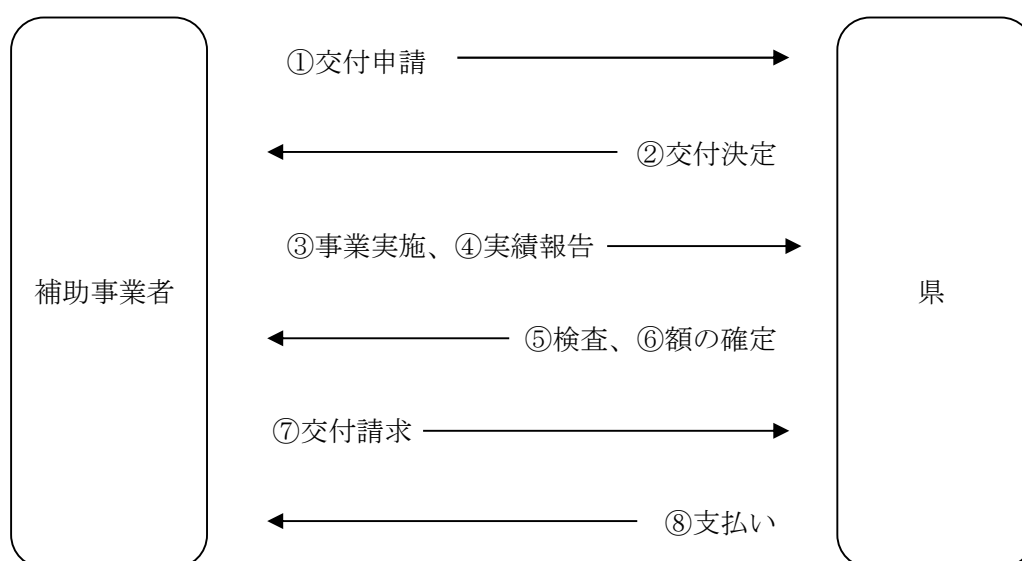 ①交付申請
②交付決定
③事業実施、④実績報告
補助事業者
県
⑤検査、⑥額の確定
⑦交付請求
⑧支払い